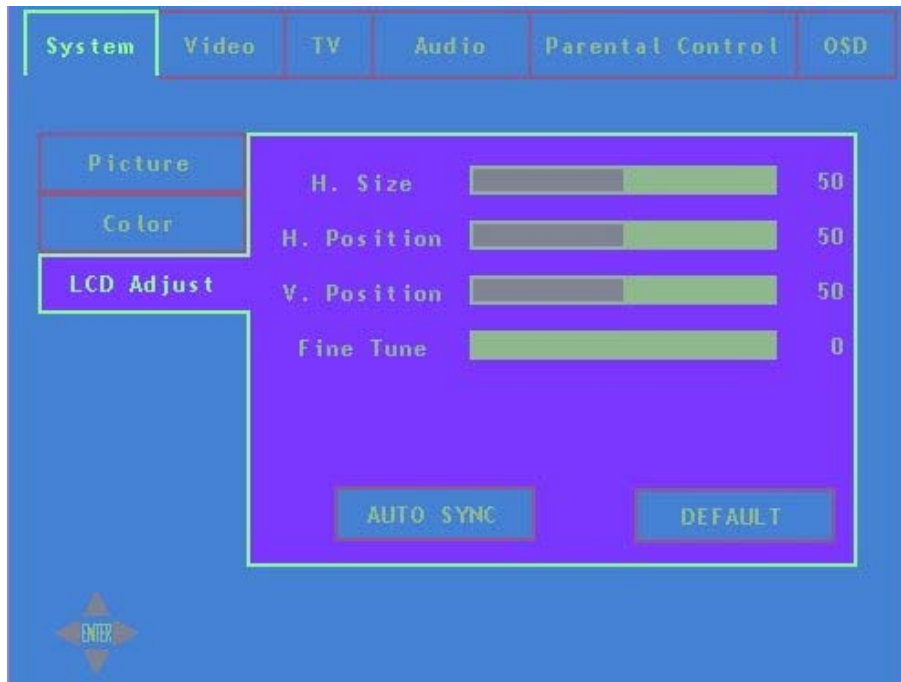 System Video TV Audio Parental Control OSD
Picture
Color
LCD Adjust
H. Size 50
H. Position 50
V. Position 50
Fine Tune 0
AUTO SYNC DEFAULT
ENTER